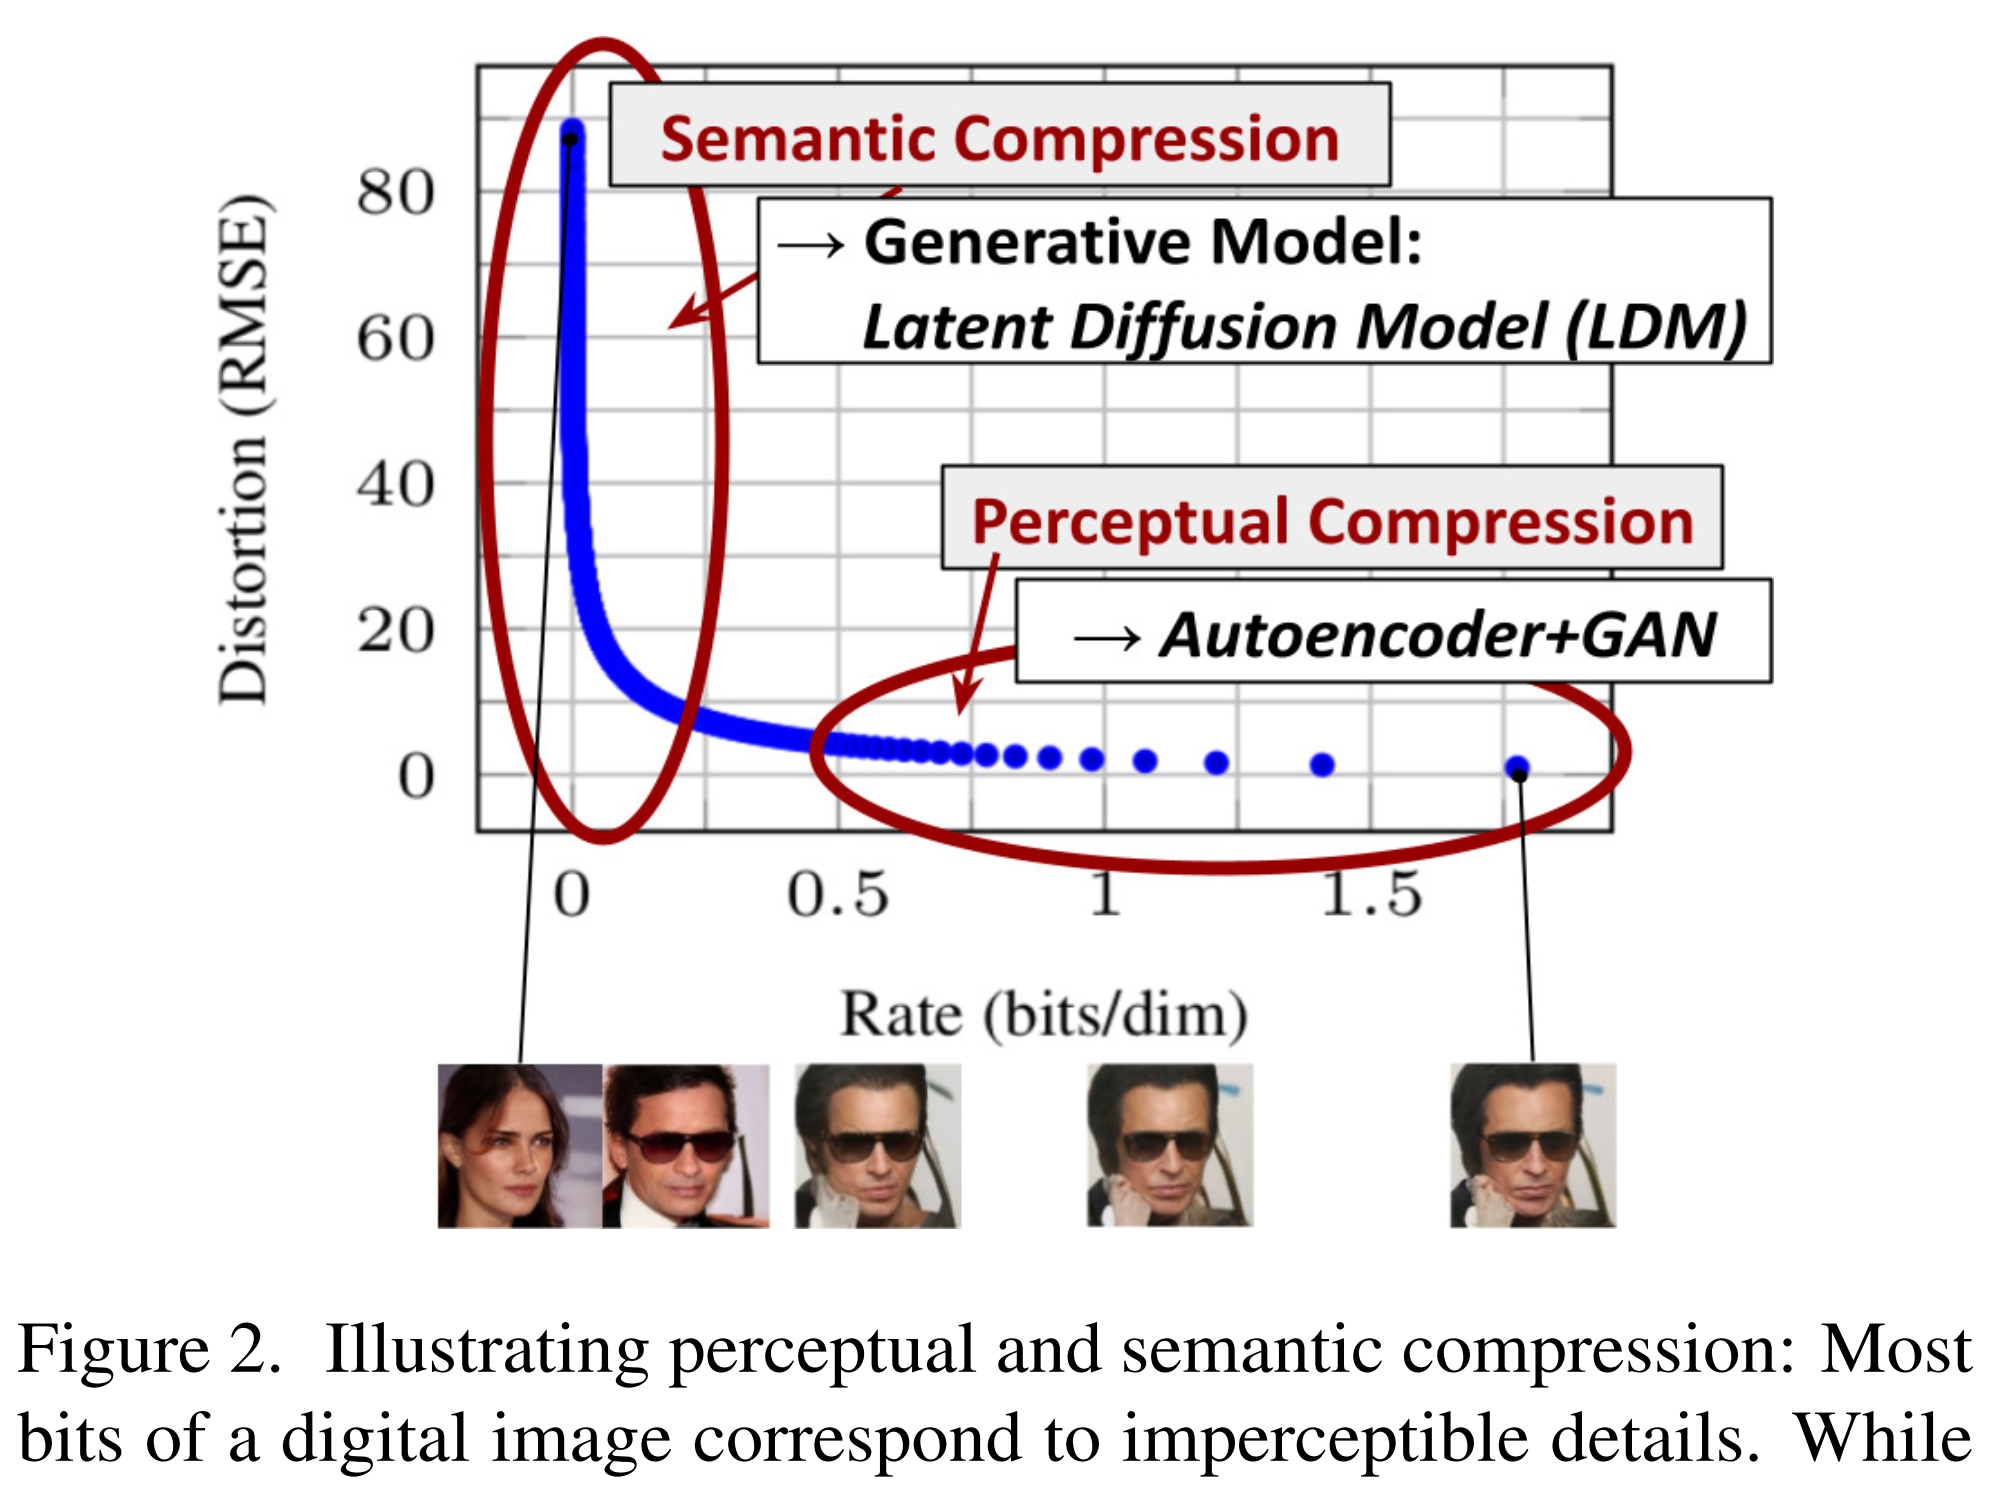 Semantic Compression
→ Generative Model:
Latent Diffusion Model (LDM)
Perceptual Compression
→ Autoencoder+GAN
Distortion (RMSE)
80
60
40
20
0
0 0.5 1 1.5
Rate (bits/dim)
Figure 2. Illustrating perceptual and semantic compression: Most
bits of a digital image correspond to imperceptible details. While